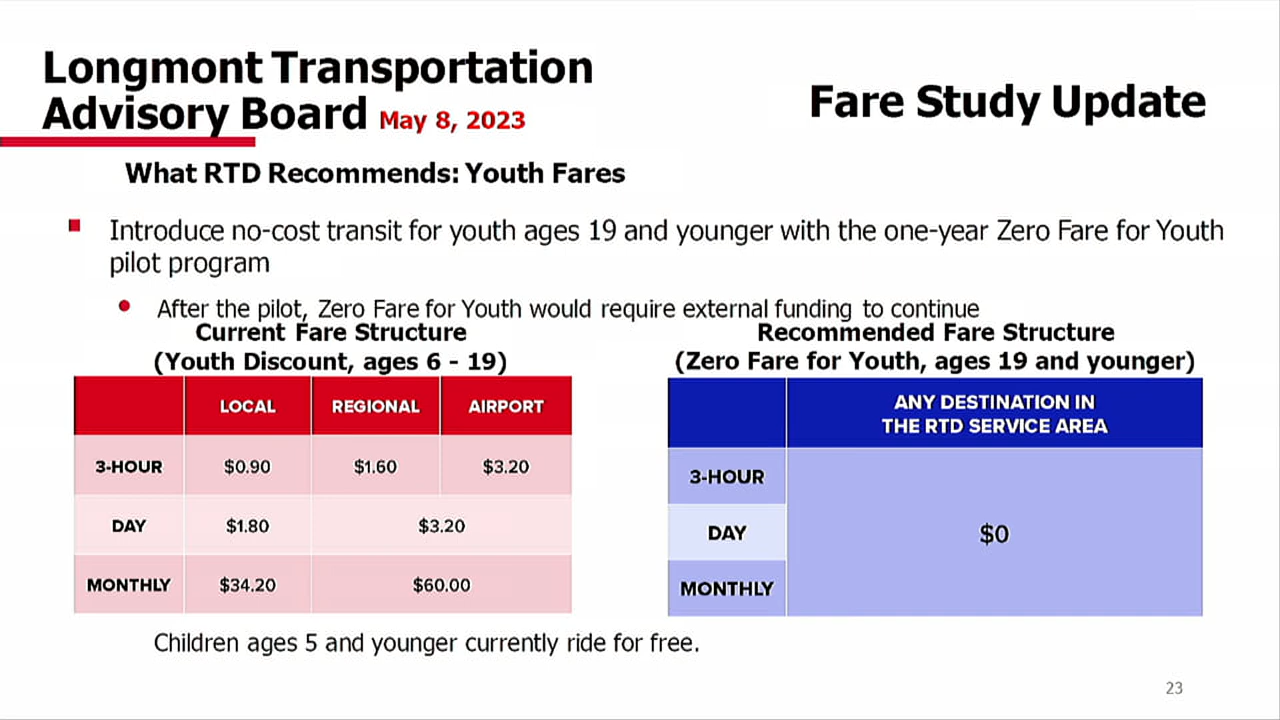 Longmont Transportation
Advisory Board May 8, 2023
Fare Study Update
What RTD Recommends: Youth Fares
Introduce no-cost transit for youth ages 19 and younger with the one-year Zero Fare for Youth
pilot program
After the pilot, Zero Fare for Youth would require external funding to continue
Current Fare Structure
(Youth Discount, ages 6 - 19)
LOCAL REGIONAL AIRPORT
3-HOUR $0.90 $1.60 $3.20
DAY $1.80 $3.20
MONTHLY $34.20 $60.00
Recommended Fare Structure
(Zero Fare for Youth, ages 19 and younger)
ANY DESTINATION IN
THE RTD SERVICE AREA
3-HOUR
DAY $0
MONTHLY
Children ages 5 and younger currently ride for free.
23